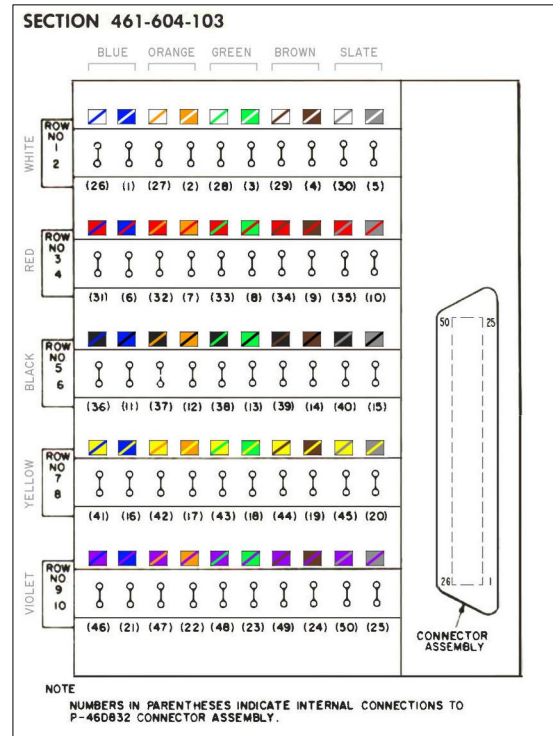 SECTION 461-604-103
BLUE ORANGE GREEN BROWN SLATE
WHITE
ROW
NO
1
2
(26) (1) (27) (2) (28) (3) (29) (4) (30) (5)
RED
ROW
NO
3
4
(31) (6) (32) (7) (33) (8) (34) (9) (35) (10)
BLACK
ROW
NO
5
6
(36) (11) (37) (12) (38) (13) (39) (14) (40) (15)
YELLOW
ROW
NO
7
8
(41) (16) (42) (17) (43) (18) (44) (19) (45) (20)
VIOLET
ROW
NO
9
10
(46) (21) (47) (22) (48) (23) (49) (24) (50) (25)
50 25
26 1
CONNECTOR
ASSEMBLY
NOTE
NUMBERS IN PARENTHESES INDICATE INTERNAL CONNECTIONS TO
P-46D832 CONNECTOR ASSEMBLY.